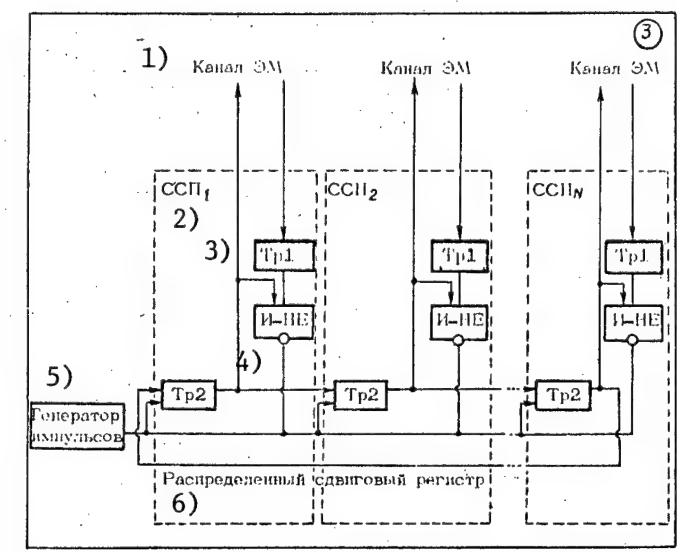 3
1) Канал ЭМ Канал ЭМ Канал ЭМ
ССП1 ССП2 ССПN
2)
3) Тр1 Тр1 Тр1
И-НЕ И-НЕ И-НЕ
4)
5) Тр2 Тр2 Тр2
Генератор
импульсов
Распределенный сдвиговый регистр
6)